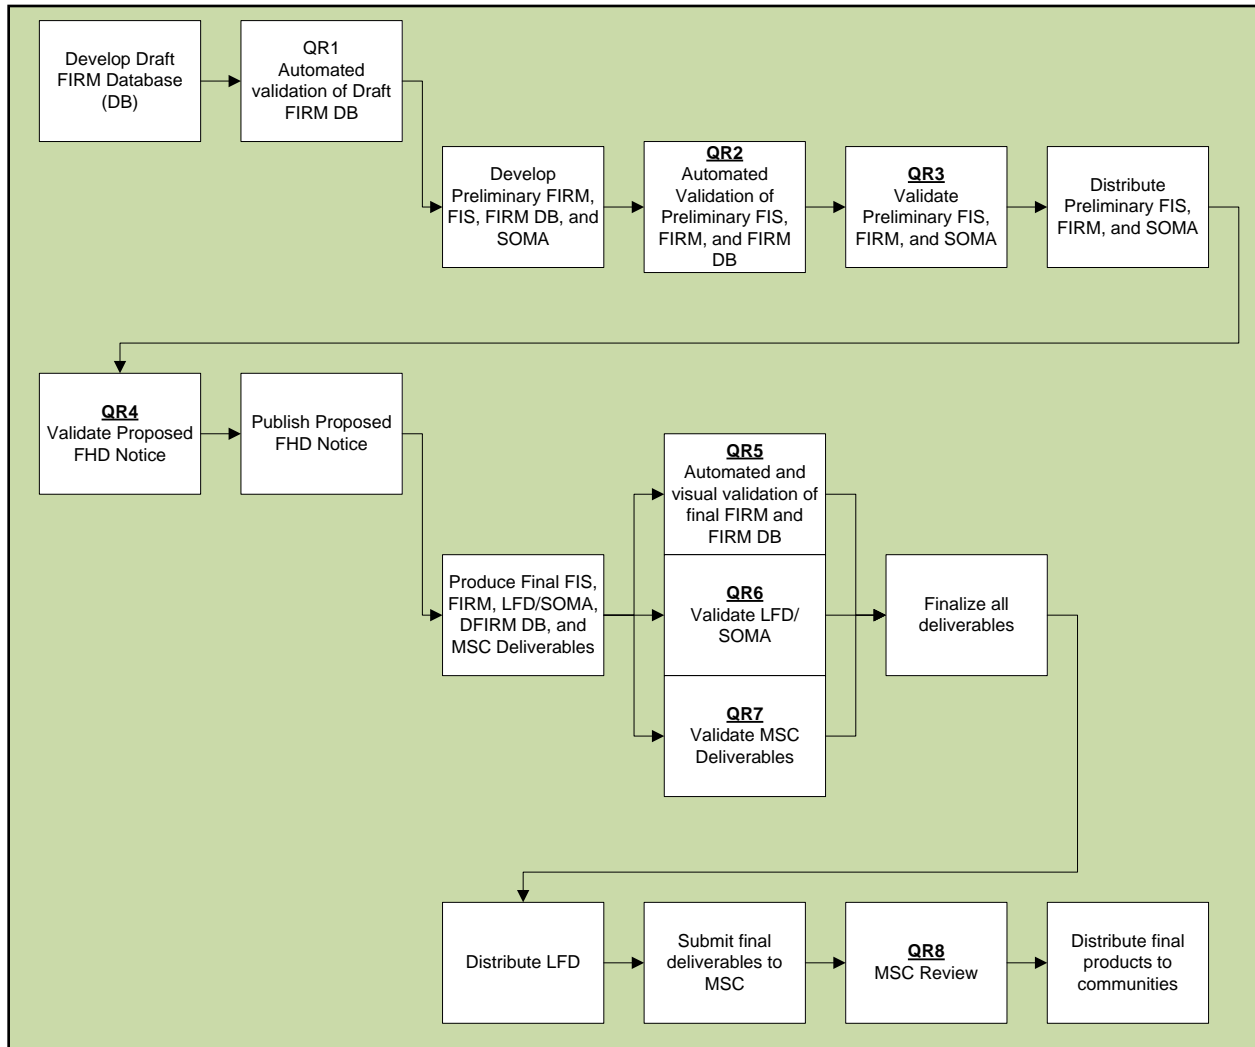 Develop Draft
FIRM Database
(DB)
QR1
Automated
validation of Draft
FIRM DB
Develop
Preliminary FIRM,
FIS, FIRM DB, and
SOMA
QR2
Automated
Validation of
Preliminary FIS,
FIRM, and FIRM
DB
QR3
Validate
Preliminary FIS,
FIRM, and SOMA
Distribute
Preliminary FIS,
FIRM, and SOMA
QR4
Validate Proposed
FHD Notice
Publish Proposed
FHD Notice
Produce Final FIS,
FIRM, LFD/SOMA,
DFIRM DB, and
MSC Deliverables
QR5
Automated and
visual validation of
final FIRM and
FIRM DB
QR6
Validate LFD/
SOMA
QR7
Validate MSC
Deliverables
Finalize all
deliverables
Distribute LFD
Submit final
deliverables to
MSC
QR8
MSC Review
Distribute final
products to
communities